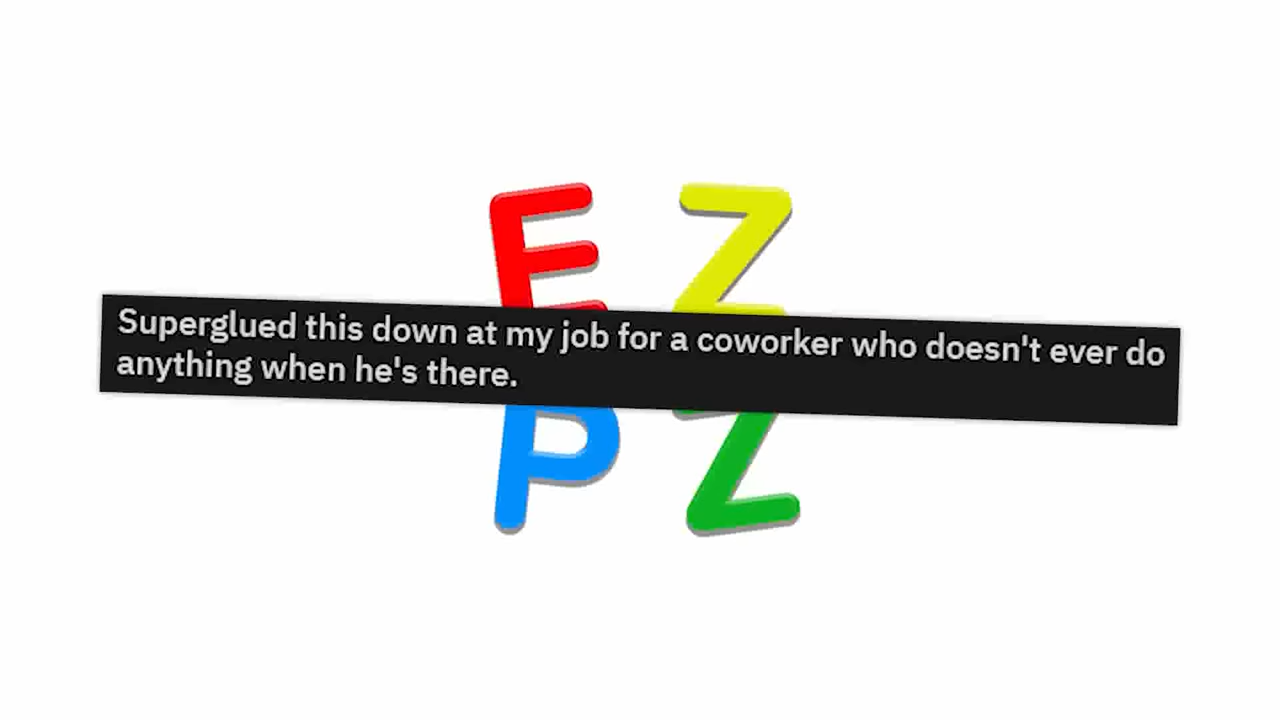 E Z
Superglued this down at my job for a coworker who doesn't ever do
anything when he's there.
P Z